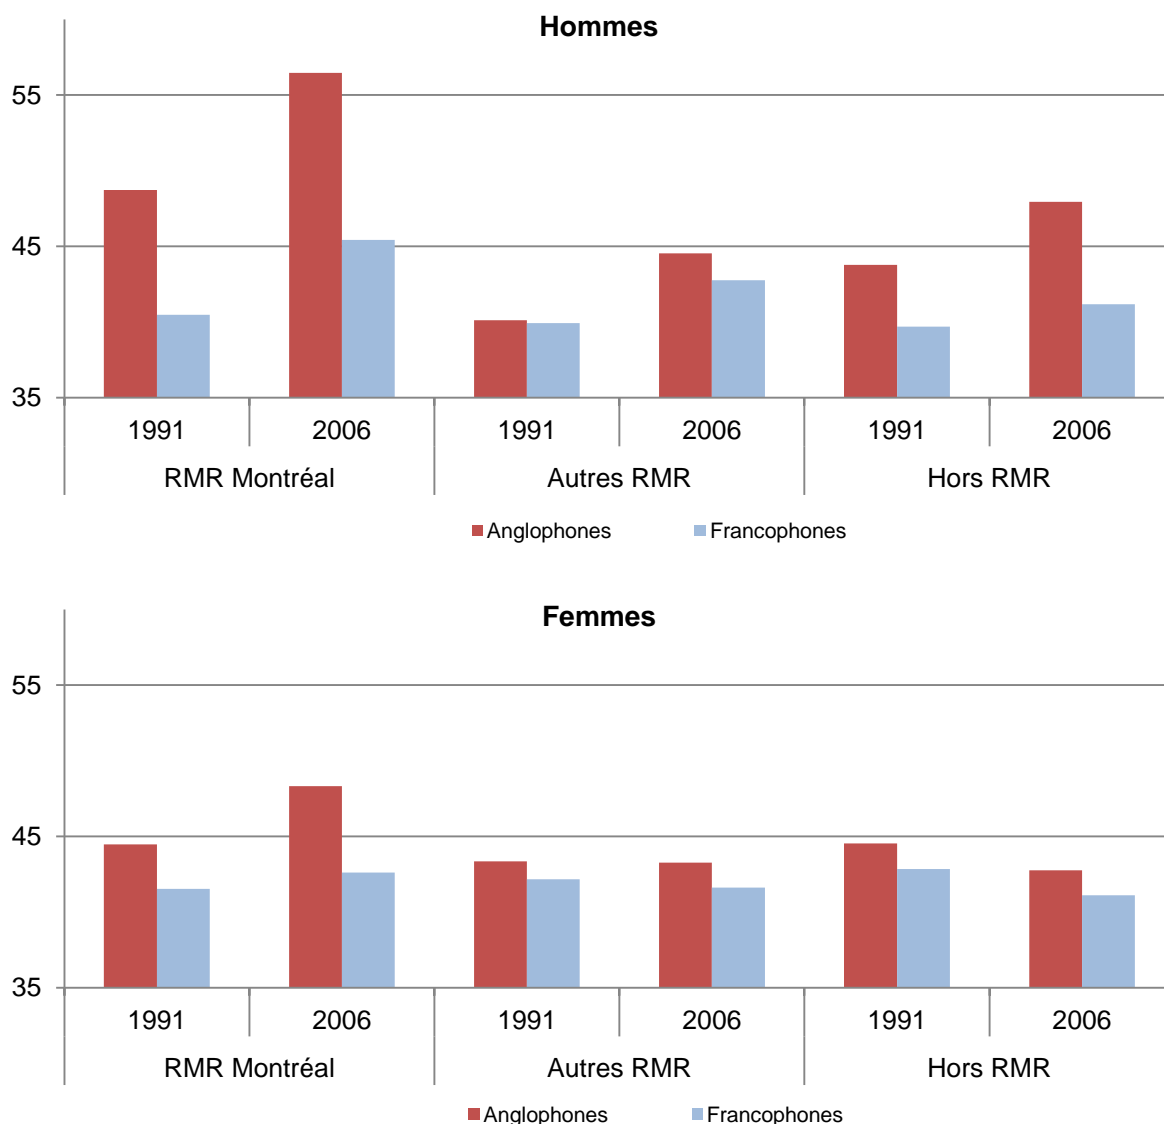 Hommes
55
45
35
1991 2006 1991 2006 1991 2006
RMR Montréal Autres RMR Hors RMR
Anglophones Francophones
Femmes
55
45
35
1991 2006 1991 2006 1991 2006
RMR Montréal Autres RMR Hors RMR
Anglophones Francophones